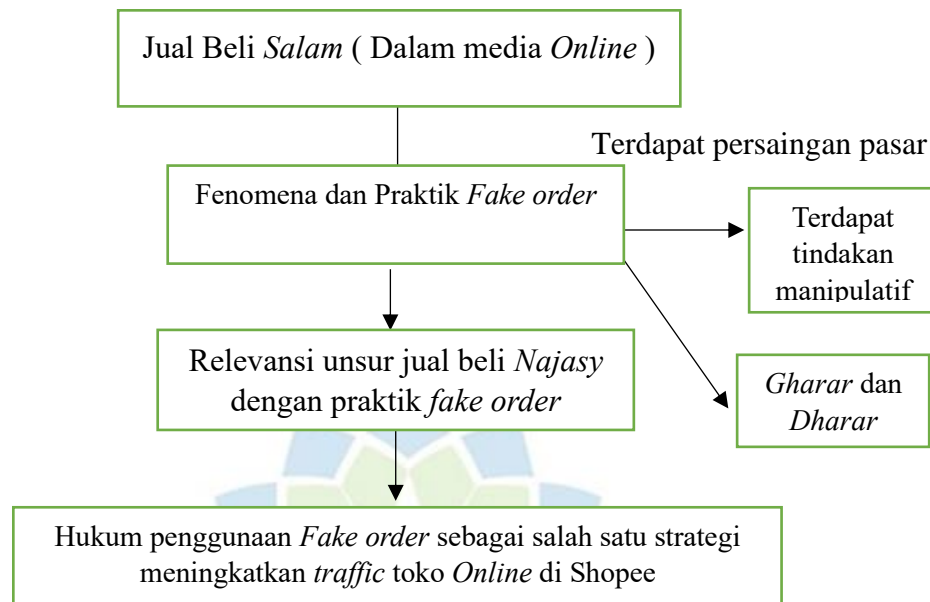 Jual Beli Salam ( Dalam media Online )
Terdapat persaingan pasar
Fenomena dan Praktik Fake order
Terdapat
tindakan
manipulatif
Relevansi unsur jual beli Najasy
dengan praktik fake order
Gharar dan
Dharar
Hukum penggunaan Fake order sebagai salah satu strategi
meningkatkan traffic toko Online di Shopee